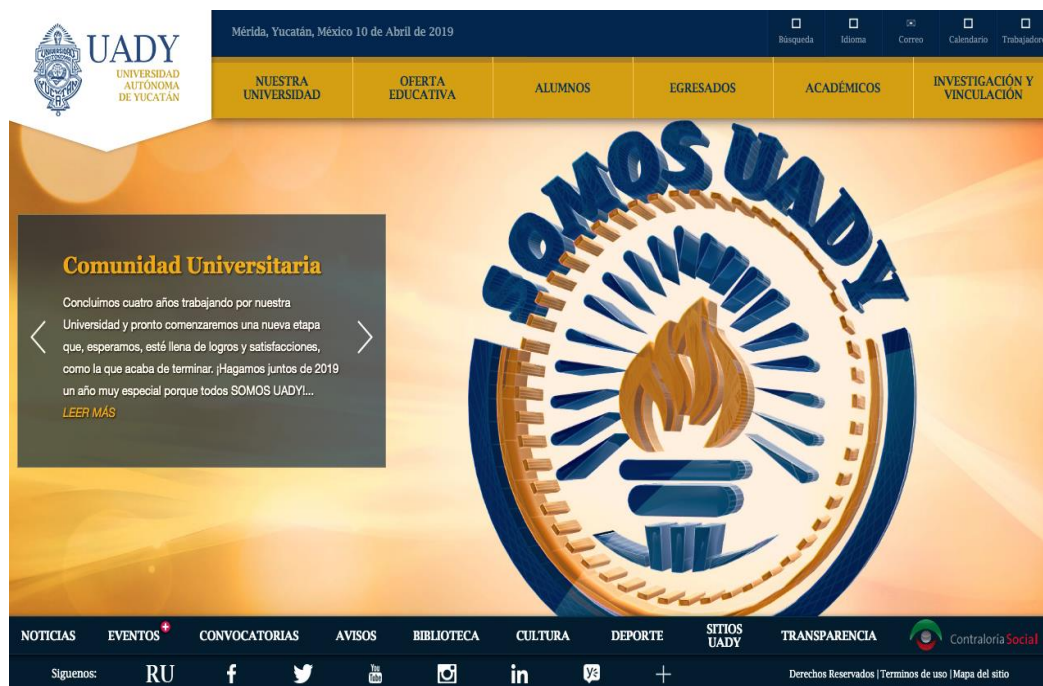 UADY
UNIVERSIDAD
AUTÓNOMA
DE YUCATÁN
Mérida, Yucatán, México 10 de Abril de 2019
Búsqueda
Idioma
Correo
Calendario
Trabajadore
NUESTRA
UNIVERSIDAD
OFERTA
EDUCATIVA
ALUMNOS
EGRESADOS
ACADÉMICOS
INVESTIGACIÓN Y
VINCULACIÓN
SOMOS UADY
Comunidad Universitaria
Concluimos cuatro años trabajando por nuestra
Universidad y pronto comenzaremos una nueva etapa
que, esperamos, esté llena de logros y satisfacciones,
como la que acaba de terminar. ¡Hagamos juntos de 2019
un año muy especial porque todos SOMOS UADY!...
LEER MÁS
NOTICIAS
EVENTOS
CONVOCATORIAS
AVISOS
BIBLIOTECA
CULTURA
DEPORTE
SITIOS
UADY
TRANSPARENCIA
Contraloría Social
Siguenos:
RU
f
You
Tube
in
Derechos Reservados | Terminos de uso | Mapa del sitio